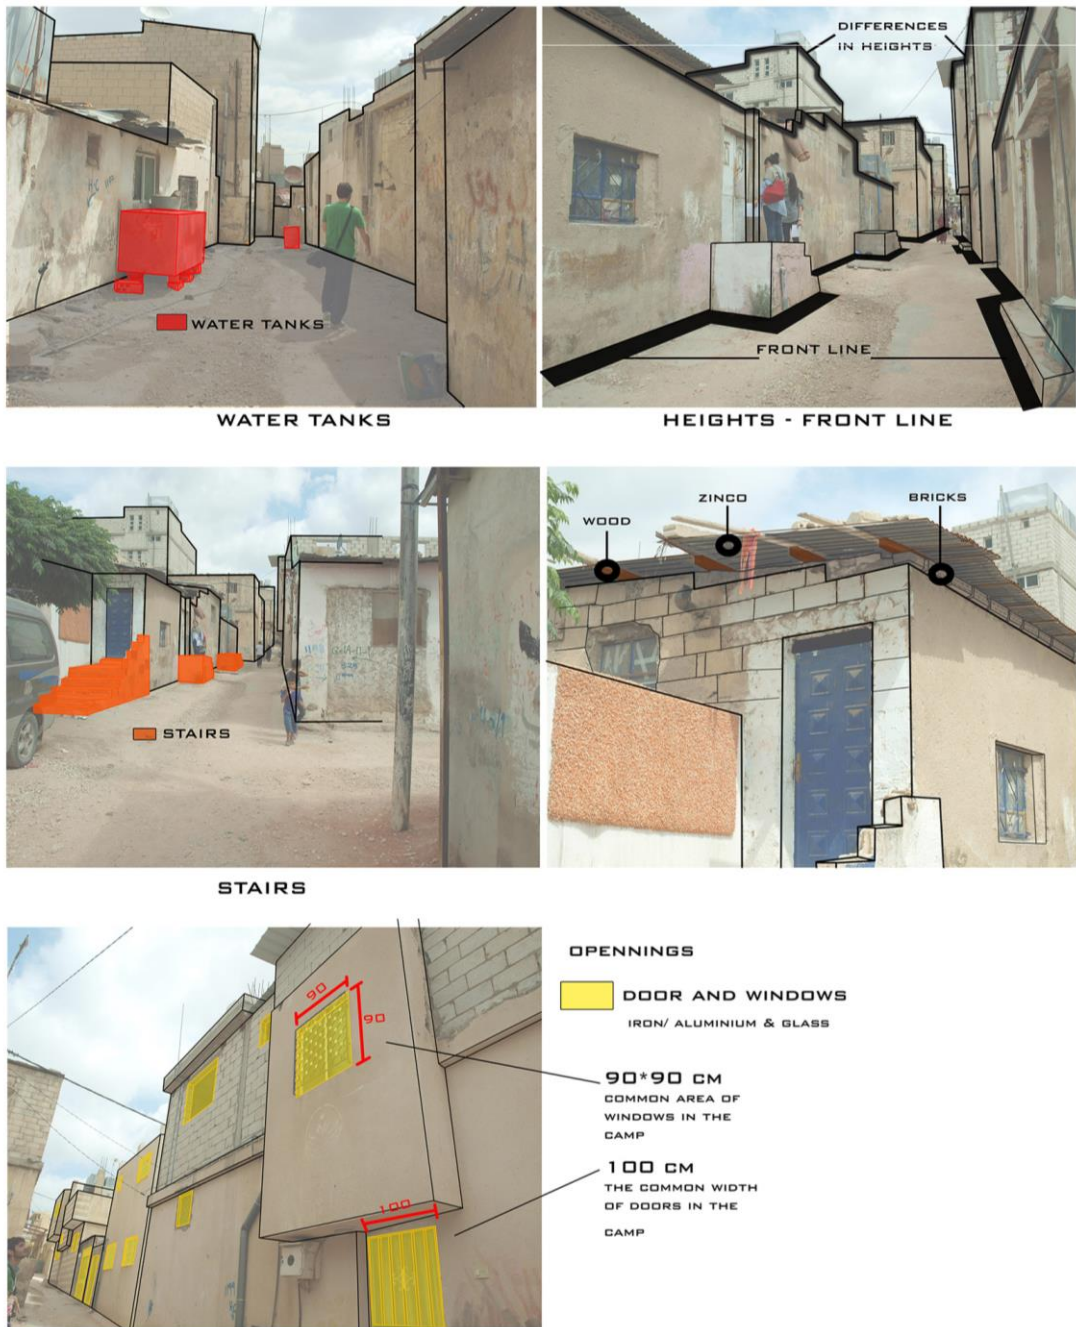 WATER TANKS
WATER TANKS
DIFFERENCES
IN HEIGHTS
FRONT LINE
HEIGHTS - FRONT LINE
STAIRS
STAIRS
WOOD
ZINCO
BRICKS
90
90
100
OPENNINGS
DOOR AND WINDOWS
IRON/ ALUMINIUM & GLASS
90*90 CM
COMMON AREA OF
WINDOWS IN THE
CAMP
100 CM
THE COMMON WIDTH
OF DOORS IN THE
CAMP